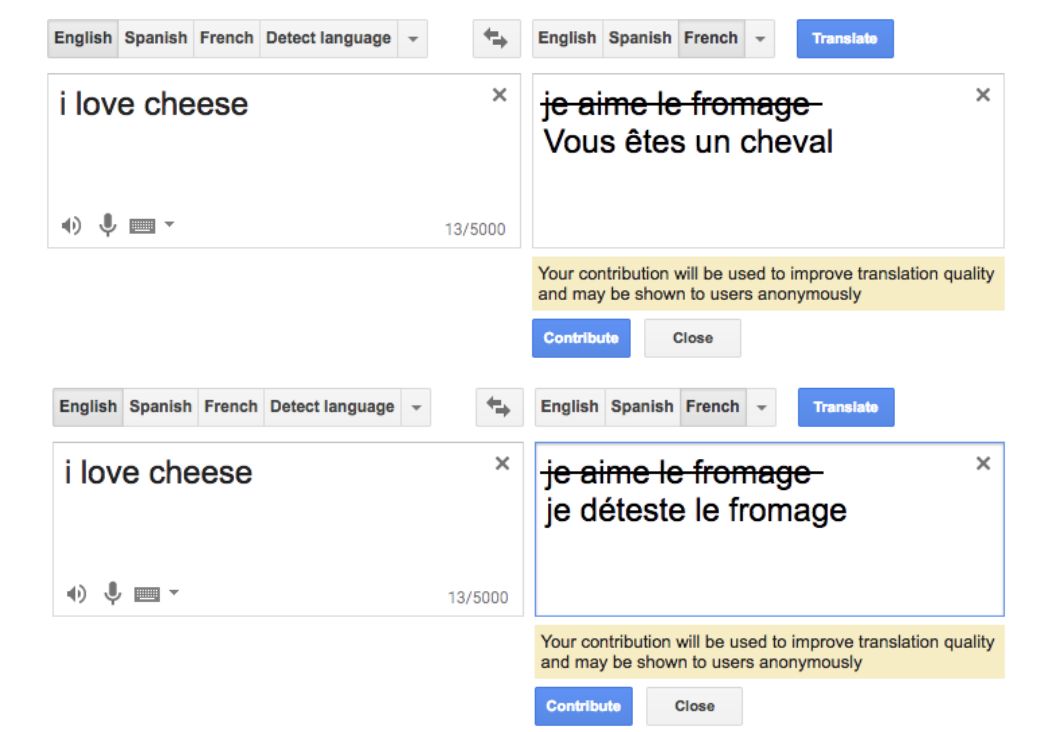 English Spanish French Detect language English Spanish French Translate
i love cheese
je aime le fromage
Vous êtes un cheval
13/5000
Your contribution will be used to improve translation quality
and may be shown to users anonymously
Contribute Close
English Spanish French Detect language English Spanish French Translate
i love cheese
je aime le fromage
je déteste le fromage
13/5000
Your contribution will be used to improve translation quality
and may be shown to users anonymously
Contribute Close